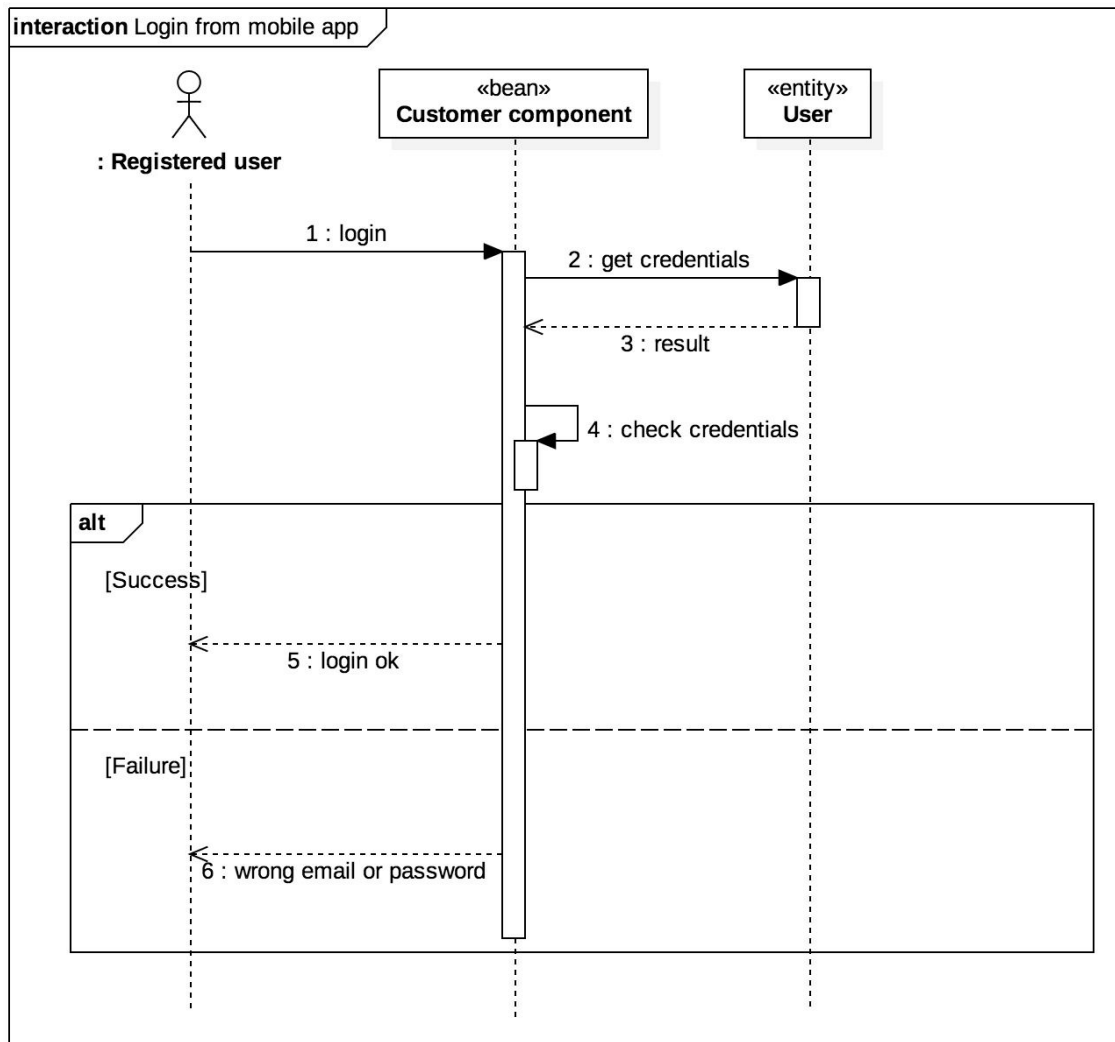 interaction Login from mobile app
«bean»
Customer component
«entity»
User
: Registered user
1 : login
2 : get credentials
3 : result
4 : check credentials
alt
[Success]
5 : login ok
[Failure]
6 : wrong email or password